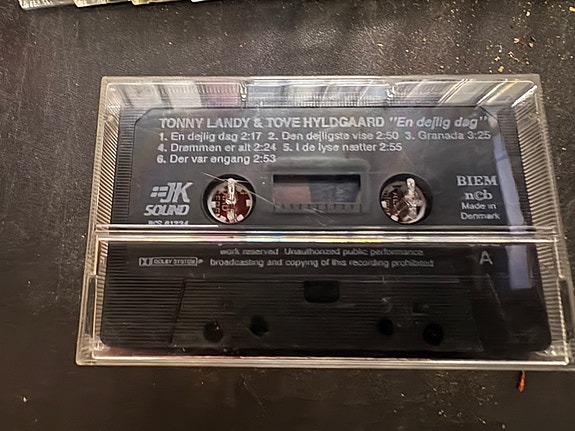 TONNY LANDY & TOVE HYLDGAARD "En dejlig dag"
1. En dejlig dag 2:17 2. Den dejligste vise 2:50 3. Granada 3:25
4. Drømmen er alt 2:24 5. I de lyse nætter 2:55
6. Der var engang 2:53
JK
SOUND
BIEM
n©b
Made in
Denmark
work reserved. Unauthorized public performance,
broadcasting and copying of this recording prohibited
DOLBY SYSTEM
A